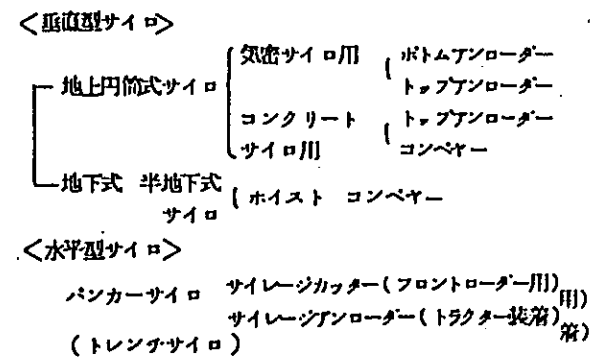 <垂直型サイロ>
地上円筒式サイロ
気密サイロ用
ボトムアンローダー
トップアンローダー
コンクリート
サイロ用
トップアンローダー
コンベヤー
地下式 半地下式
サイロ
ホイスト コンベヤー
<水平型サイロ>
バンカーサイロ
サイレージカッター(フロントローダー用)用)
サイレージアンローダー(トラクター装着)着)
(トレンチサイロ)